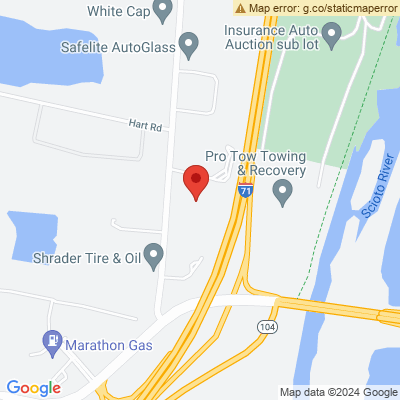 Map error: g.co/staticmaperror
White Cap
Insurance Auto
Auction sub lot
Safelite AutoGlass
Hart Rd
Pro Tow Towing
& Recovery
71
Scioto River
Shrader Tire & Oil
104
Marathon Gas
Google
Map data ©2024 Google